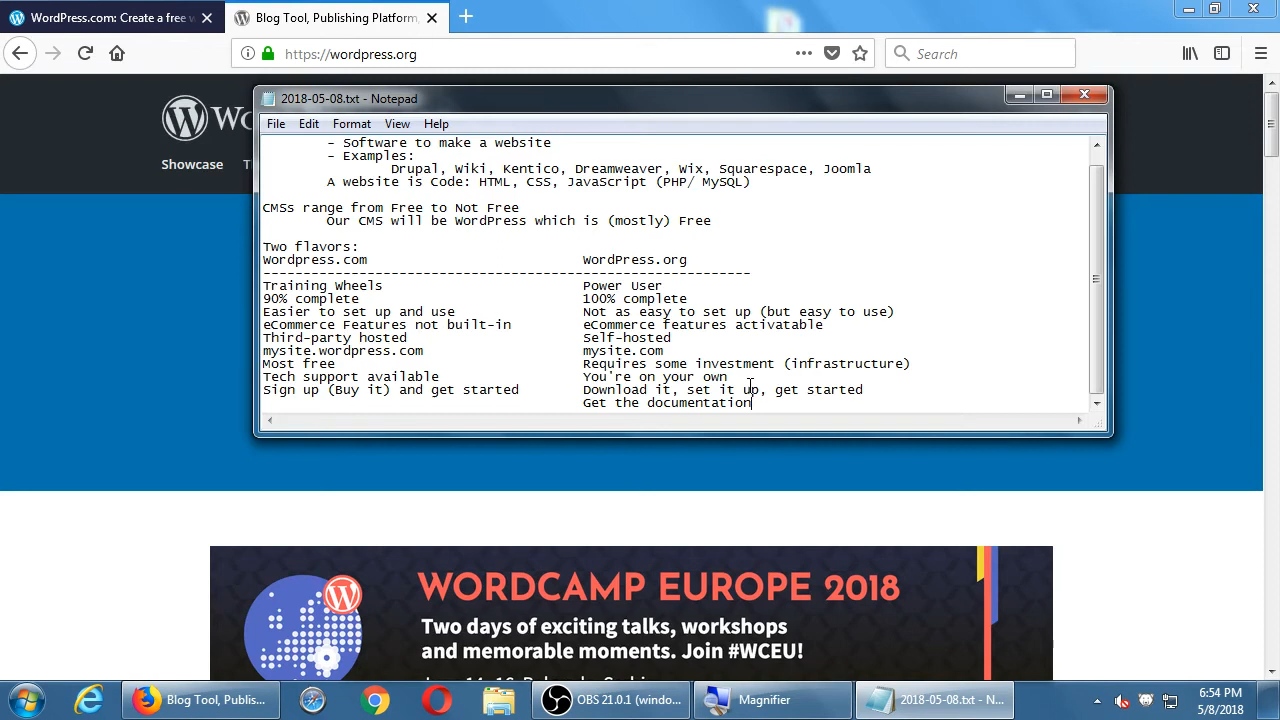 WordPress.com: Create a free w
Blog Tool, Publishing Platform,
https://wordpress.org
Search
Showcase
2018-05-08.txt - Notepad
File Edit Format View Help
- Software to make a website
- Examples:
Drupal, Wiki, Kentico, Dreamweaver, Wix, Squarespace, Joomla
A website is Code: HTML, CSS, JavaScript (PHP/ MySQL)
CMSs range from Free to Not Free
Our CMS will be WordPress which is (mostly) Free
Two flavors:
Wordpress.com WordPress.org
-------------------------------------------------------------
Training Wheels Power User
90% complete 100% complete
Easier to set up and use Not as easy to set up (but easy to use)
eCommerce Features not built-in eCommerce features activatable
Third-party hosted Self-hosted
mysite.wordpress.com mysite.com
Most free Requires some investment (infrastructure)
Tech support available You're on your own
Sign up (Buy it) and get started Download it, set it up, get started
Get the documentation
WORDCAMP EUROPE 2018
Two days of exciting talks, workshops
and memorable moments. Join #WCEU!
Blog Tool, Publis...
OBS 21.0.1 (windo...
Magnifier
2018-05-08.txt - N...
6:54 PM
5/8/2018